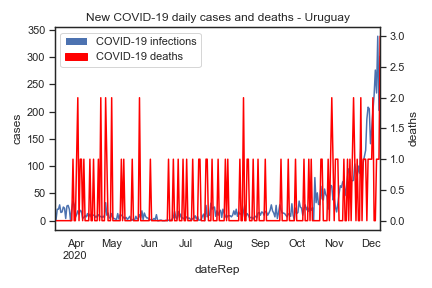 New COVID-19 daily cases and deaths - Uruguay
COVID-19 infections
COVID-19 deaths
350
300
250
200
150
100
50
0
cases
3.0
2.5
2.0
1.5
1.0
0.5
0.0
deaths
Apr May Jun Jul Aug Sep Oct Nov Dec
2020
dateRep